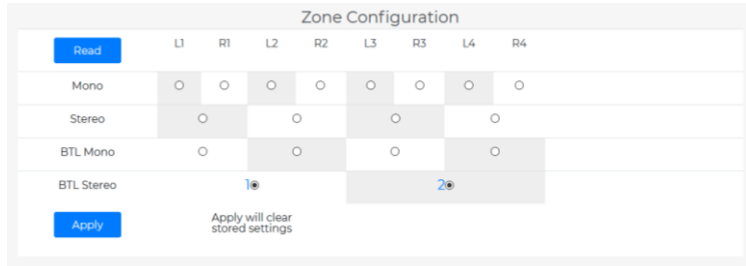 Zone Configuration
Read L1 R1 L2 R2 L3 R3 L4 R4
Mono
Stereo
BTL Mono
BTL Stereo 1 2
Apply Apply will clear
stored settings